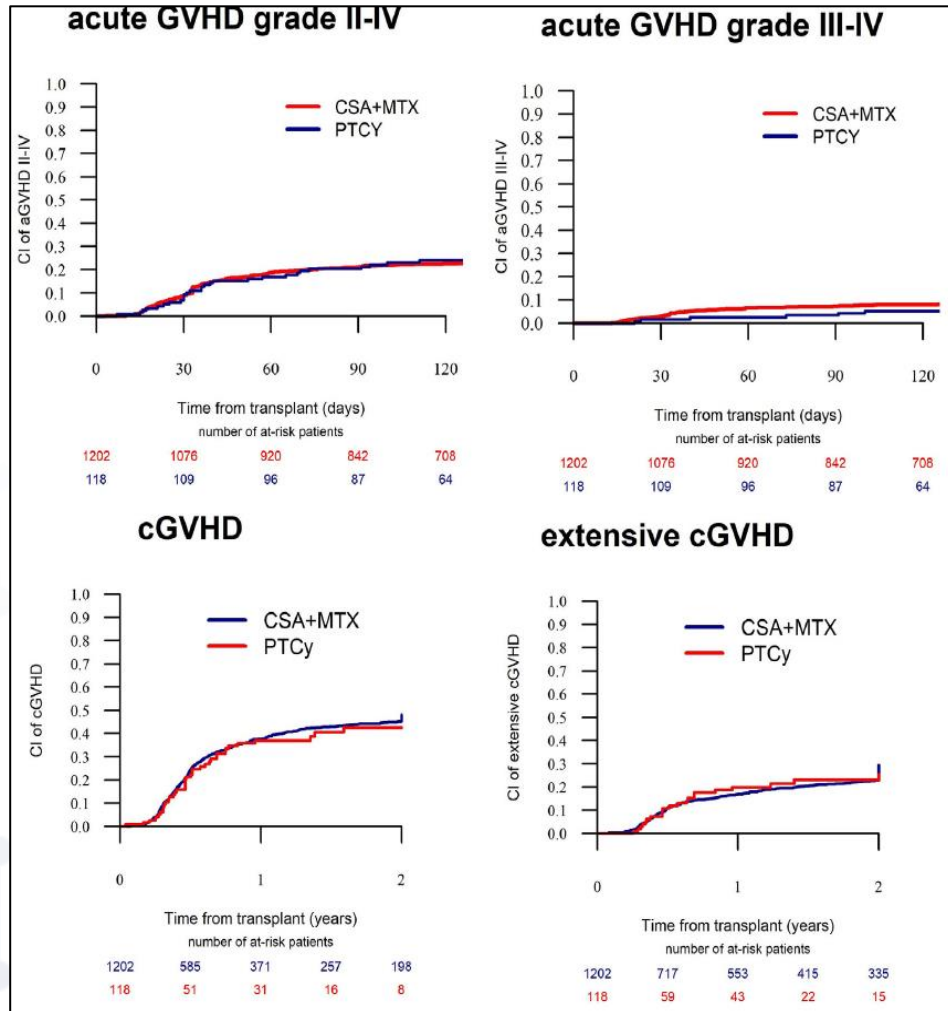 acute GVHD grade II-IV
CI of aGVHD II-IV
1.0
0.9
0.8
0.7
0.6
0.5
0.4
0.3
0.2
0.1
0.0
CSA+MTX
PTCY
0 30 60 90 120
Time from transplant (days)
number of at-risk patients
1202 1076 920 842 708
118 109 96 87 64
acute GVHD grade III-IV
CI of aGVHD III-IV
1.0
0.9
0.8
0.7
0.6
0.5
0.4
0.3
0.2
0.1
0.0
CSA+MTX
PTCY
0 30 60 90 120
Time from transplant (days)
number of at-risk patients
1202 1076 920 842 708
118 109 96 87 64
cGVHD
CI of cGVHD
1.0
0.9
0.8
0.7
0.6
0.5
0.4
0.3
0.2
0.1
0.0
CSA+MTX
PTCy
0 1 2
Time from transplant (years)
number of at-risk patients
1202 585 371 257 198
118 51 31 16 8
extensive cGVHD
CI of extensive cGVHD
1.0
0.9
0.8
0.7
0.6
0.5
0.4
0.3
0.2
0.1
0.0
CSA+MTX
PTCy
0 1 2
Time from transplant (years)
number of at-risk patients
1202 717 553 415 335
118 59 43 22 15